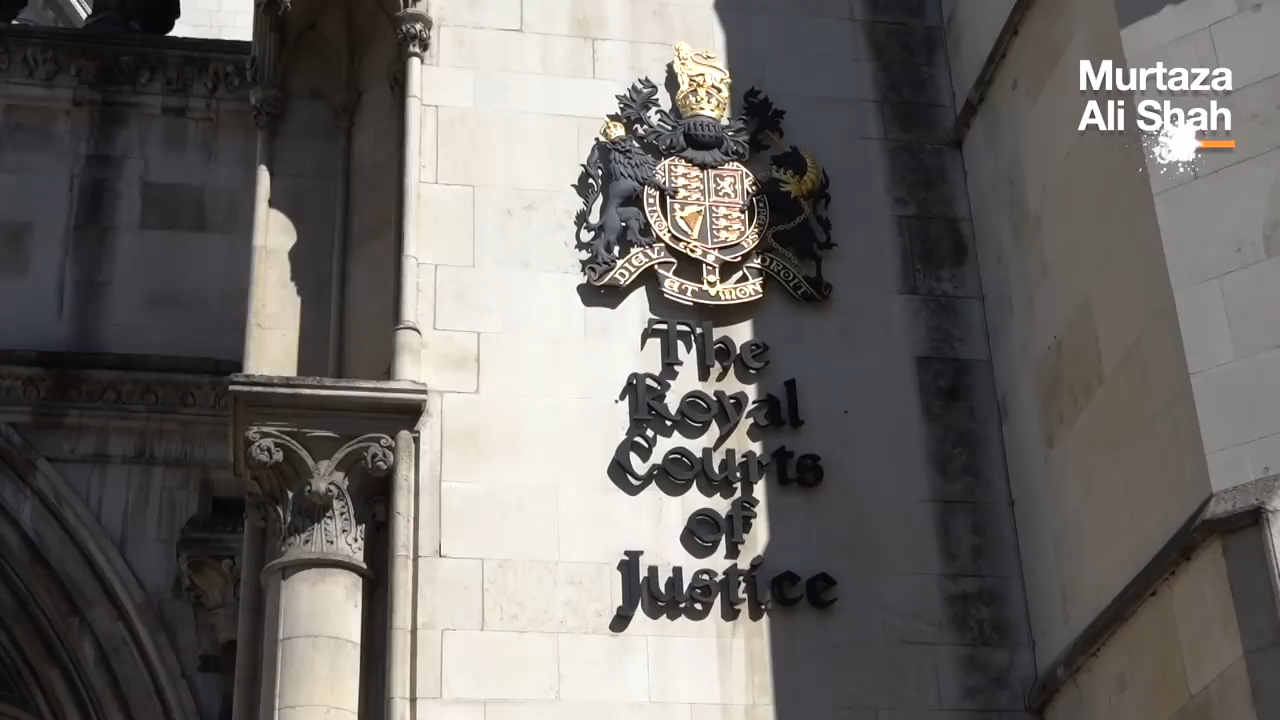 Murtaza
Ali Shah
DIEU ET MON DROIT
The
Royal
Courts
of
Justice